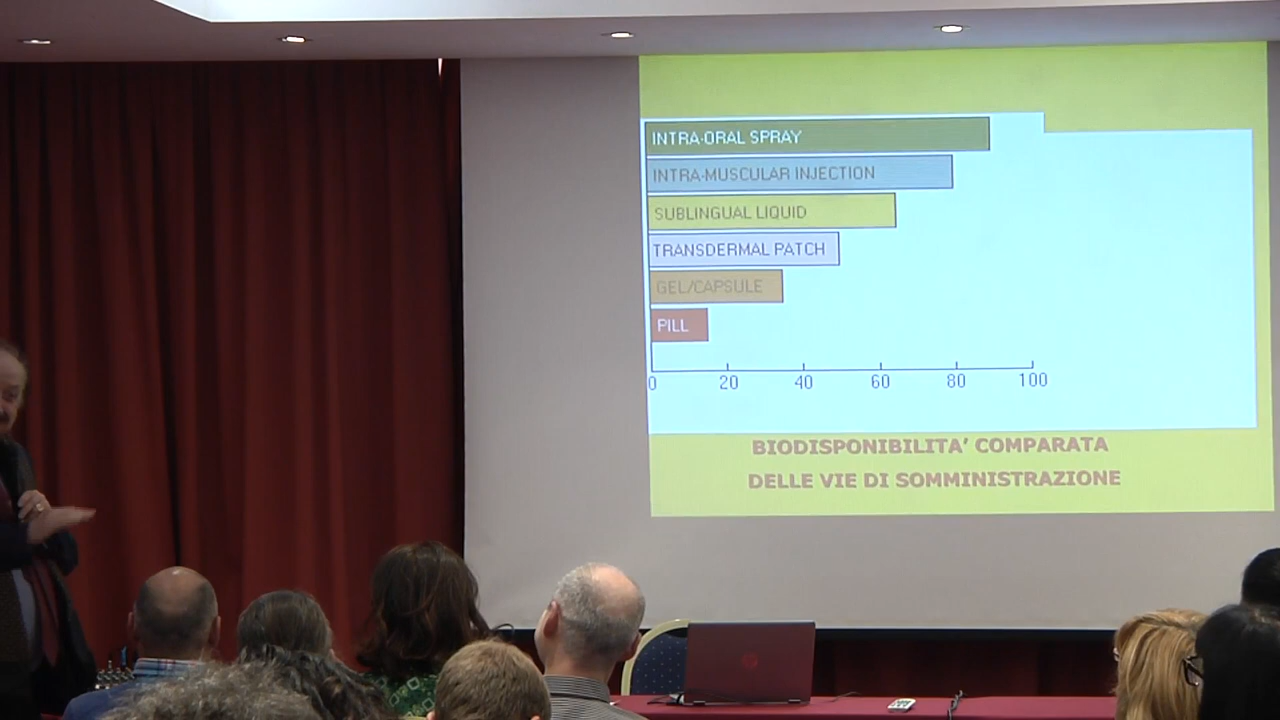 INTRA-ORAL SPRAY
INTRA-MUSCULAR INJECTION
SUBLINGUAL LIQUID
TRANSDERMAL PATCH
GEL/CAPSULE
PILL
0 20 40 60 80 100
BIODISPONIBILITA' COMPARATA
DELLE VIE DI SOMMINISTRAZIONE